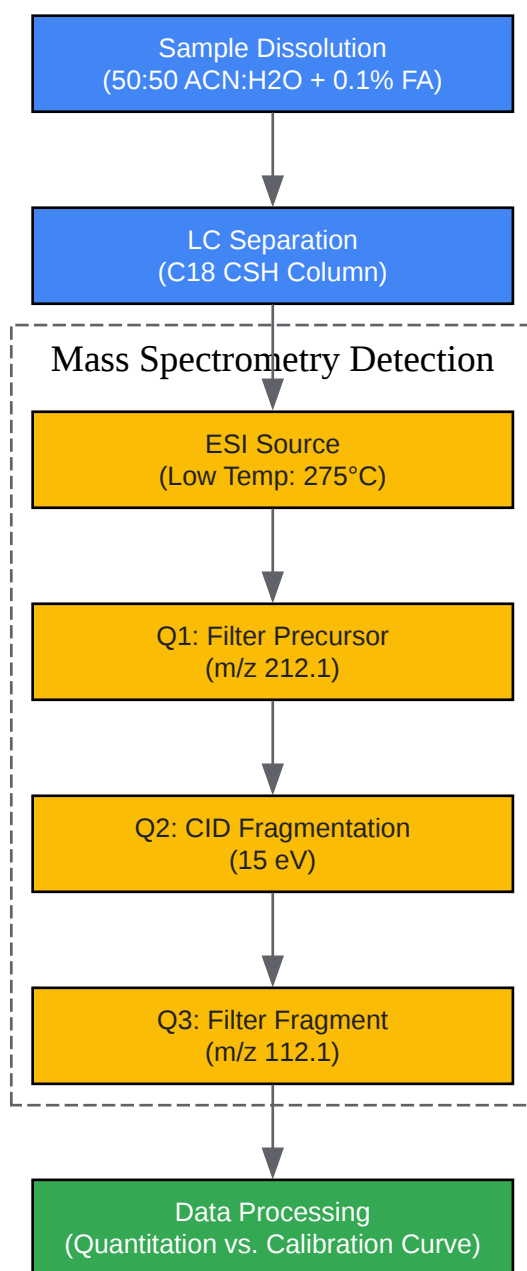 Sample Dissolution
(50:50 ACN:H2O + 0.1% FA)
LC Separation
(C18 CSH Column)
Mass Spectrometry Detection
ESI Source
(Low Temp: 275°C)
Q1: Filter Precursor
(m/z 212.1)
Q2: CID Fragmentation
(15 eV)
Q3: Filter Fragment
(m/z 112.1)
Data Processing
(Quantitation vs. Calibration Curve)